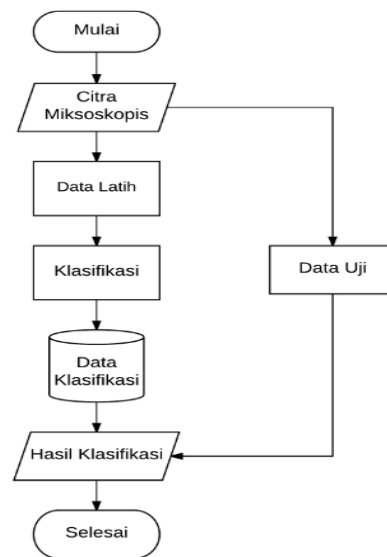 Mulai
Citra
Miksoskopis
Data Latih
Klasifikasi
Data Uji
Data
Klasifikasi
Hasil Klasifikasi
Selesai